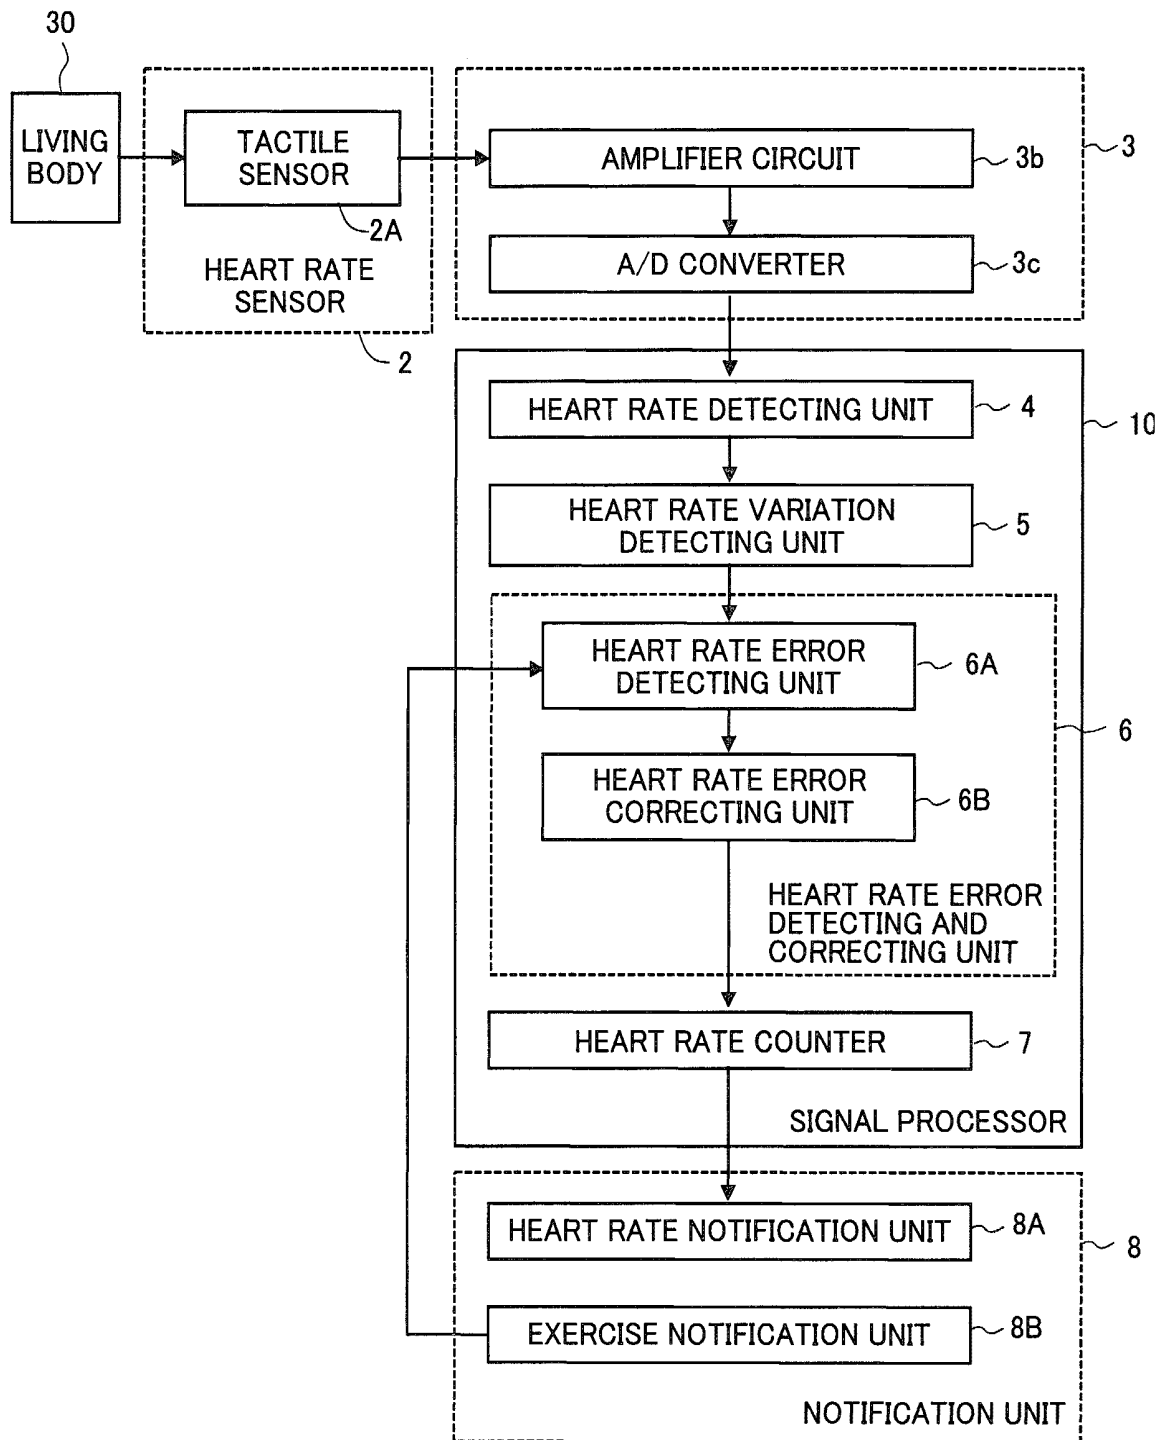 30
LIVING
BODY
TACTILE
SENSOR
2A
HEART RATE
SENSOR
2
AMPLIFIER CIRCUIT
3b
3
A/D CONVERTER
3c
HEART RATE DETECTING UNIT
4
10
HEART RATE VARIATION
DETECTING UNIT
5
HEART RATE ERROR
DETECTING UNIT
6A
6
HEART RATE ERROR
CORRECTING UNIT
6B
HEART RATE ERROR
DETECTING AND
CORRECTING UNIT
HEART RATE COUNTER
7
SIGNAL PROCESSOR
HEART RATE NOTIFICATION UNIT
8A
8
EXERCISE NOTIFICATION UNIT
8B
NOTIFICATION UNIT